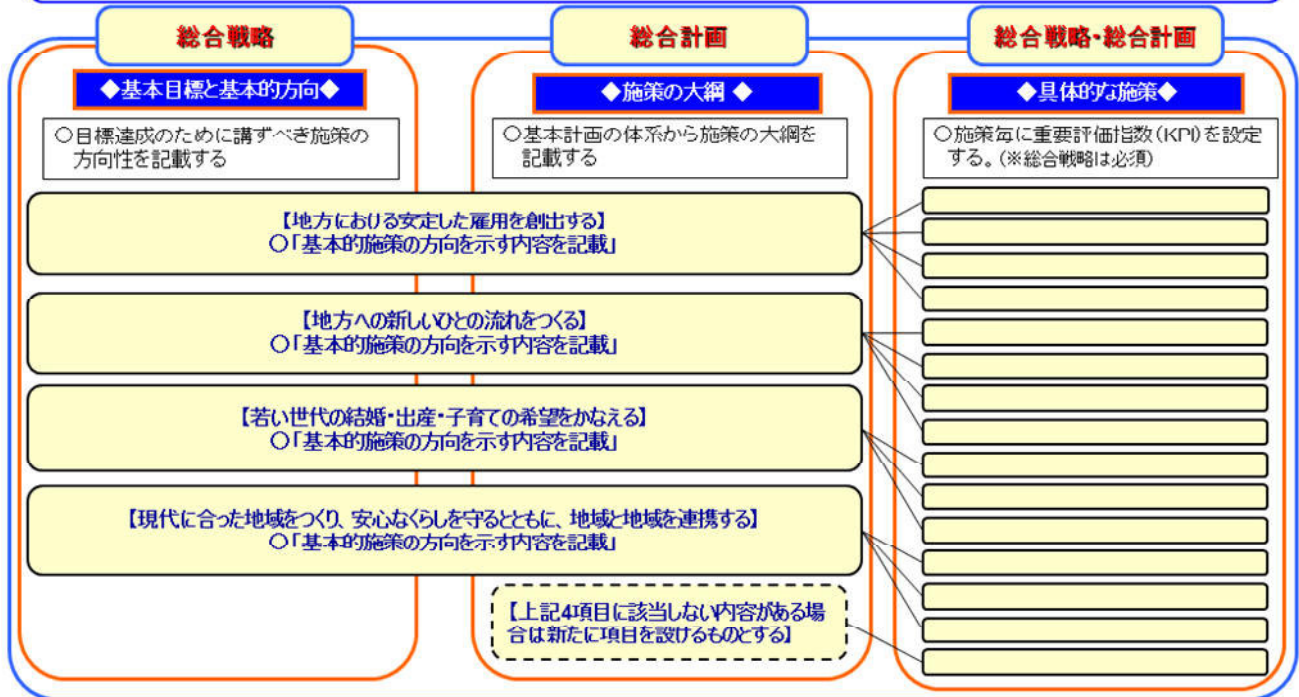 総合戦略
総合計画
総合戦略・総合計画
◆基本目標と基本的方向◆
◆施策の大綱 ◆
◆具体的な施策◆
○目標達成のために講ずべき施策の
方向性を記載する
○基本計画の体系から施策の大綱を
記載する
○施策毎に重要評価指数(KPI)を設定
する。(※総合戦略は必須)
【地方における安定した雇用を創出する】
○「基本的施策の方向を示す内容を記載」
【地方への新しいひとの流れをつくる】
○「基本的施策の方向を示す内容を記載」
【若い世代の結婚・出産・子育ての希望をかなえる】
○「基本的施策の方向を示す内容を記載」
【現代に合った地域をつくり、安心なくらしを守るとともに、地域と地域を連携する】
○「基本的施策の方向を示す内容を記載」
【上記4項目に該当しない内容がある場
合は新たに項目を設けるものとする】